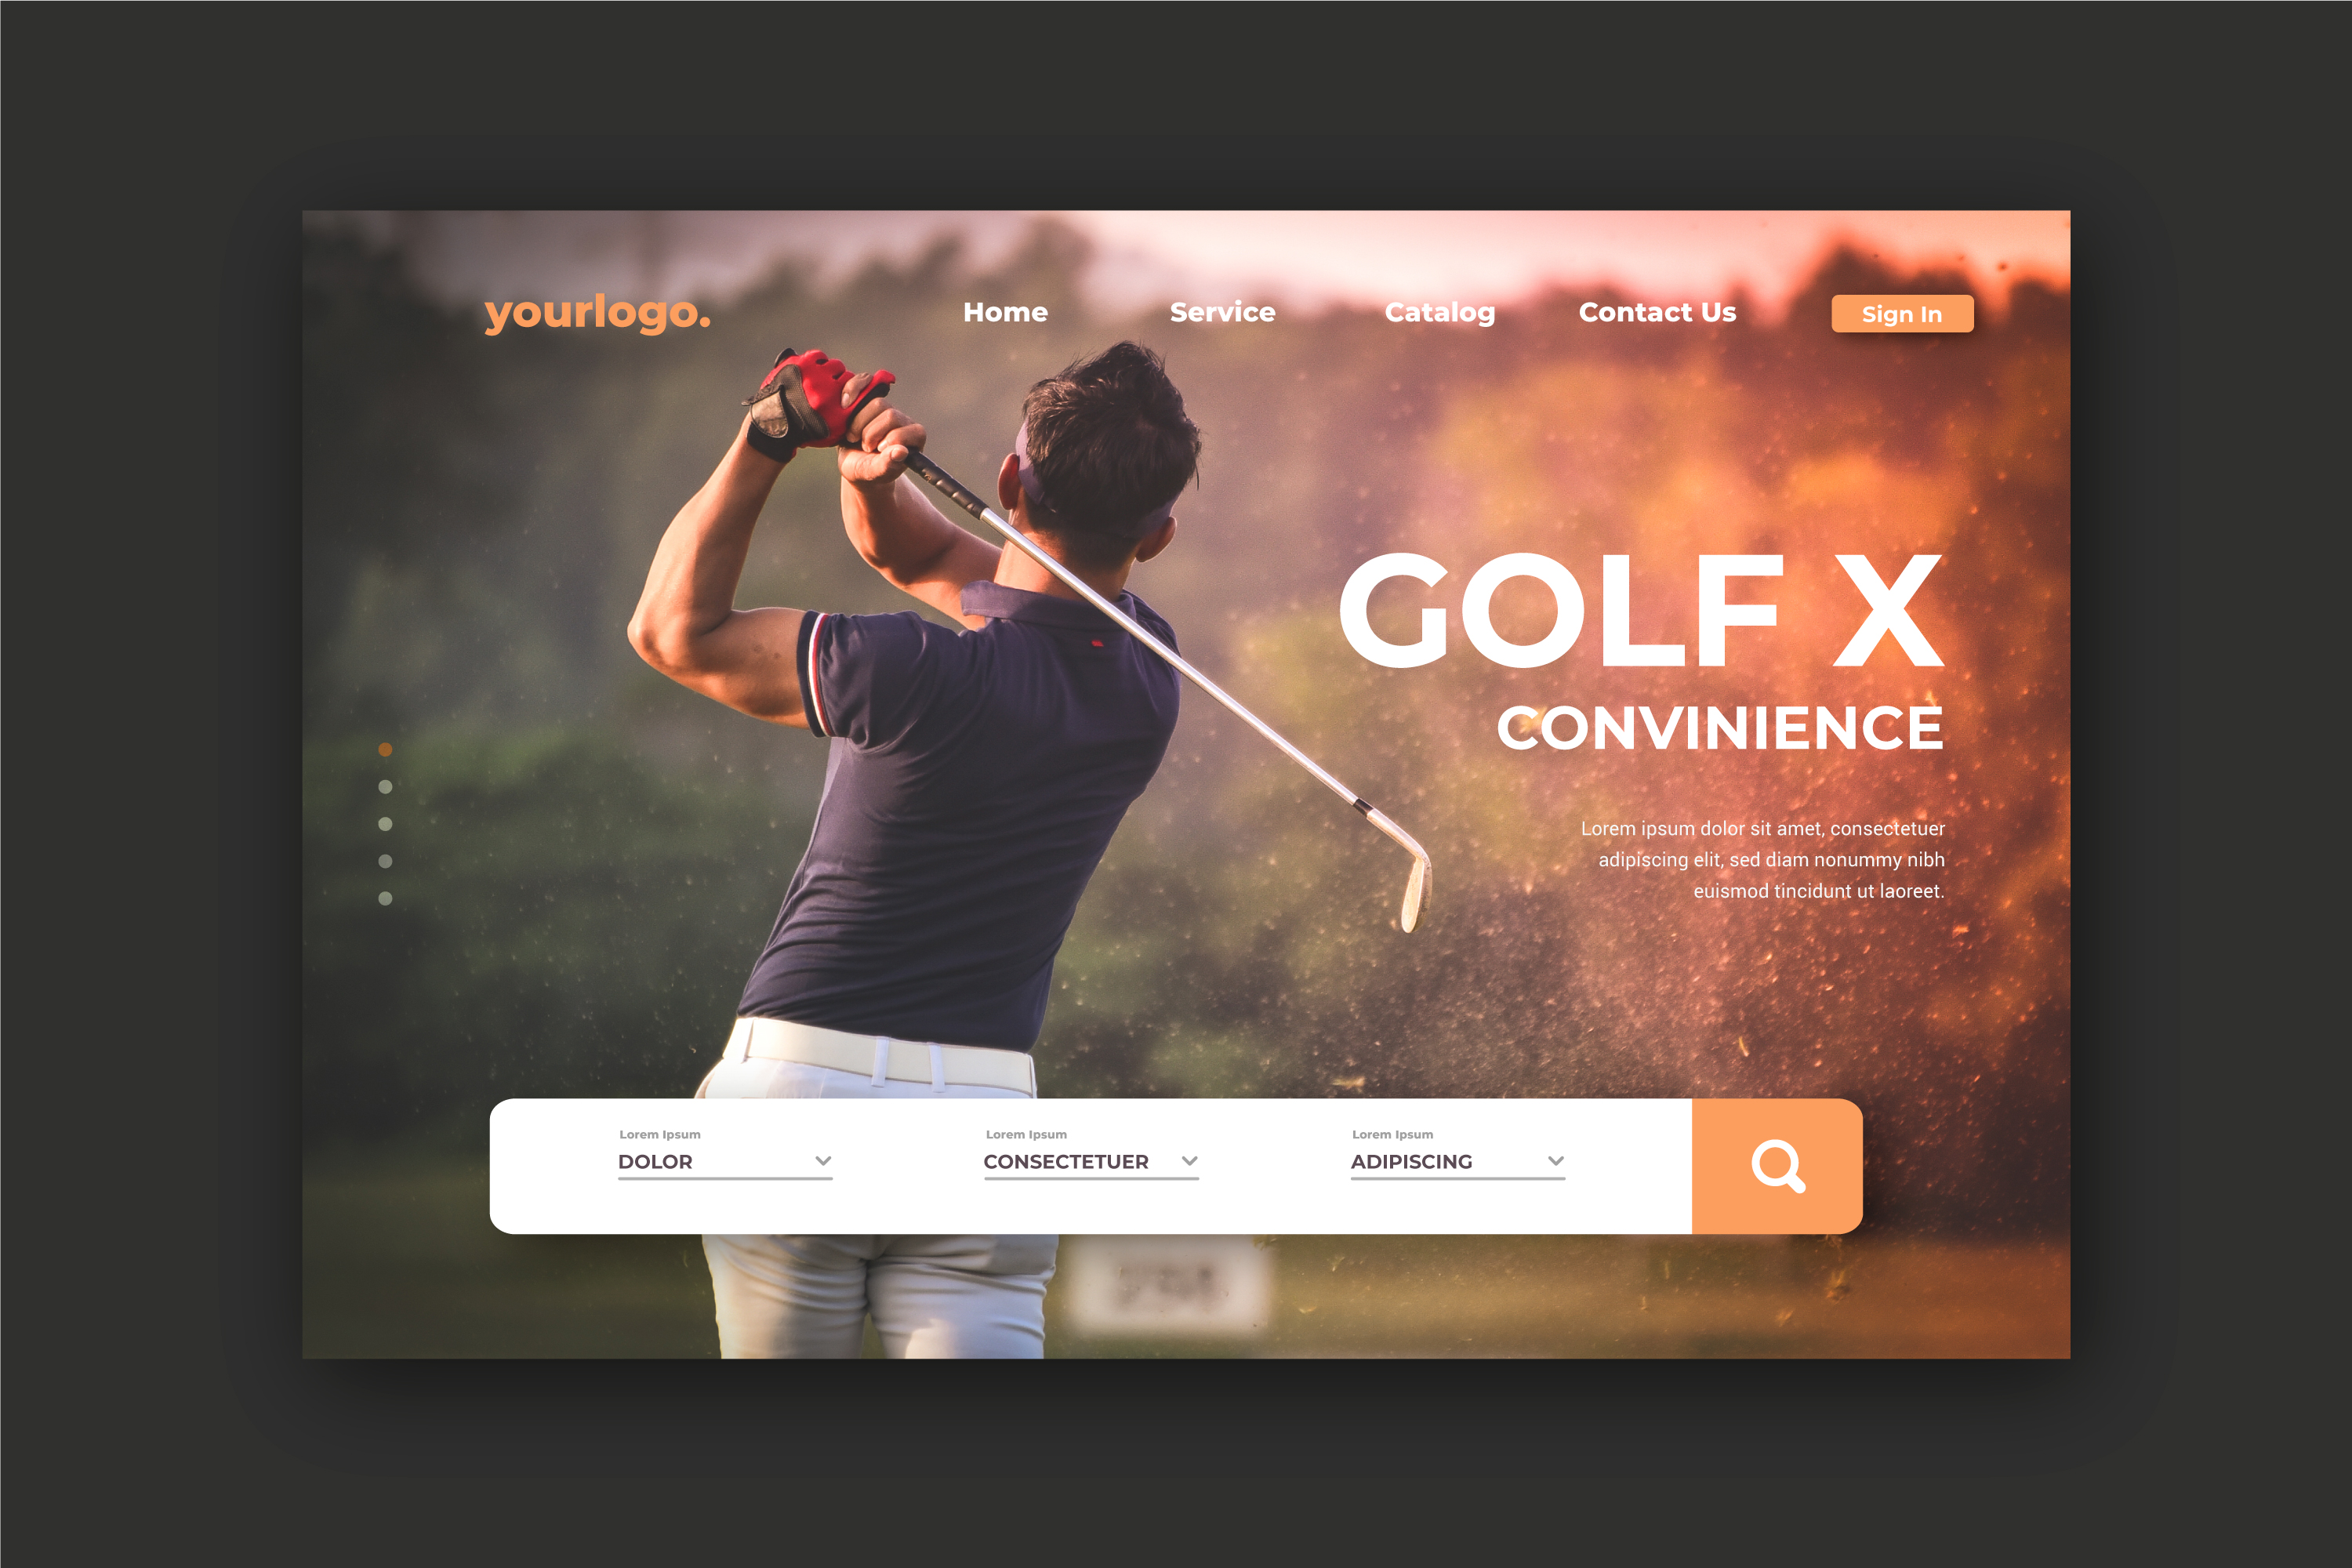 yourlogo.
Home
Service
Catalog
Contact Us
Sign In
GOLF X
CONVINIENCE
Lorem ipsum dolor sit amet, consectetuer
adipiscing elit, sed diam nonummy nibh
euismod tincidunt ut laoreet.
Lorem Ipsum
DOLOR
Lorem Ipsum
CONSECTETUER
Lorem Ipsum
ADIPISCING